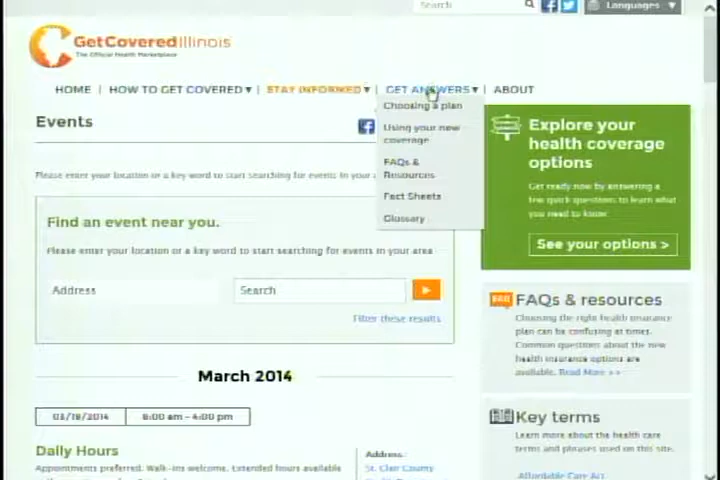 Search
Languages ▾
GetCoveredIllinois
The Official Health Marketplace
HOME | HOW TO GET COVERED ▾ | STAY INFORMED ▾ | GET ANSWERS ▾ | ABOUT
Choosing a plan
Using your new
coverage
FAQs &
Resources
Fact Sheets
Glossary
Events
Please enter your location or a key word to start searching for events in your a
Find an event near you.
Please enter your location or a key word to start searching for events in your area
Address
Search
Filter these results
March 2014
8:00 am - 4:00 pm
Daily Hours
Appointments preferred. Walk-ins welcome. Extended hours available
Address:
St. Clair County
Explore your
health coverage
options
Get ready now by answering a
few quick questions to learn what
you need to know.
See your options >
FAQ
FAQs & resources
Choosing the right health insurance
plan can be confusing at times.
Common questions about the new
health insurance options are
available. Read More >>
Key terms
Learn more about the health care
terms and phrases used on this site.
Affordable Care Act